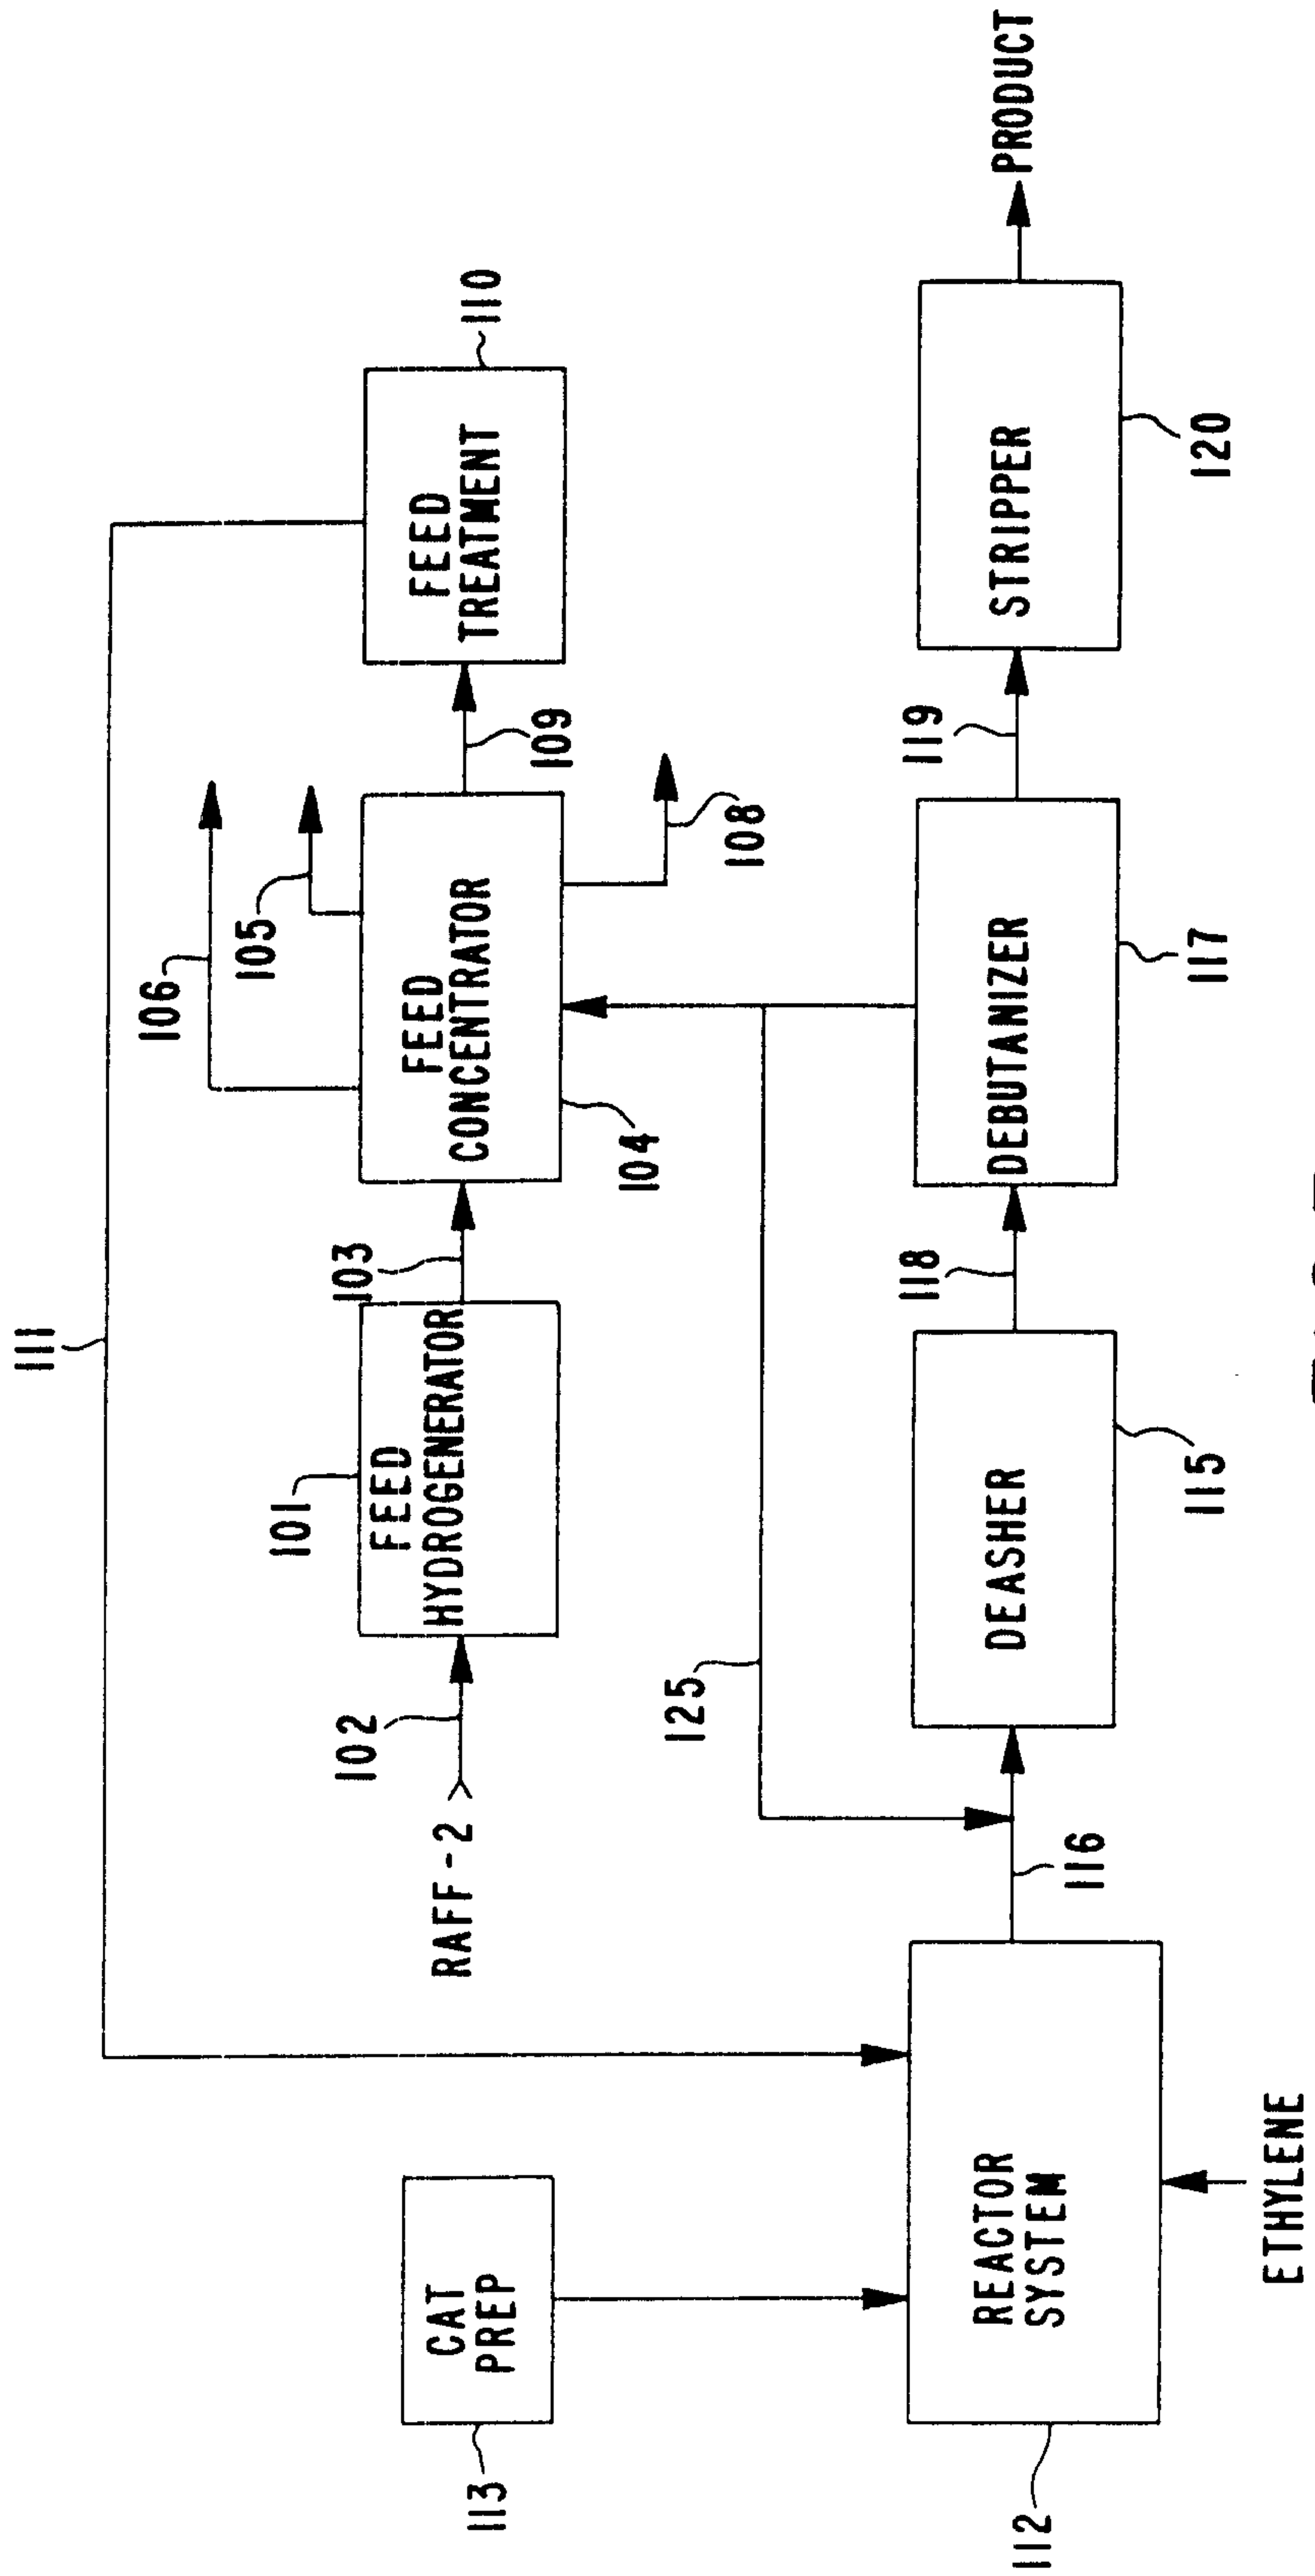 111
106
105
110
101
103
109
FEED
HYDROGENERATOR
FEED
CONCENTRATOR
FEED
TREATMENT
102
RAFF-2
104
108
113
CAT
PREP
125
118
119
PRODUCT
REACTOR
SYSTEM
DEASHER
DEBUTANIZER
STRIPPER
112
116
115
117
120
ETHYLENE